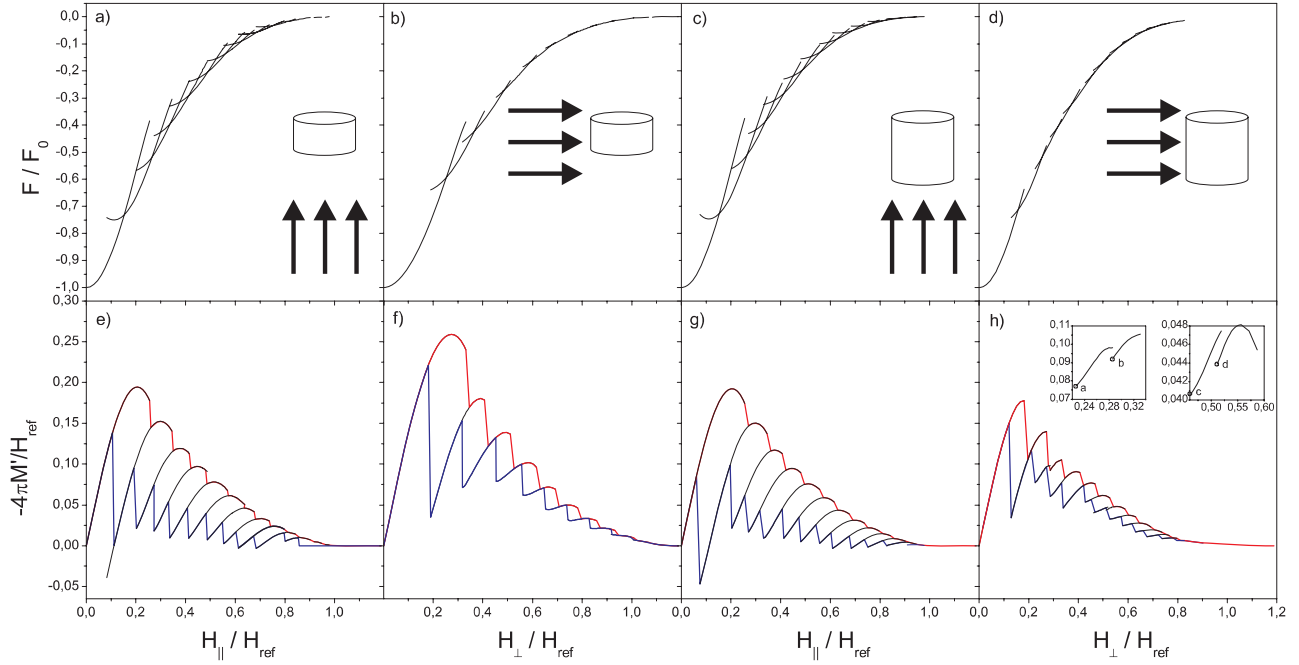 a)
b)
c)
d)
0,0
-0,1
-0,2
-0,3
-0,4
-0,5
-0,6
-0,7
-0,8
-0,9
-1,0
F / F0
e)
f)
g)
h)
0,30
0,25
0,20
0,15
0,10
0,05
0,00
-0,05
-4πM'/Href
0,11
0,10
0,09
0,08
0,07
a
b
0,24 0,28 0,32
0,048
0,046
0,044
0,042
0,040
c
d
0,50 0,55 0,60
0,0 0,2 0,4 0,6 0,8 1,0
0,2 0,4 0,6 0,8 1,0
0,0 0,2 0,4 0,6 0,8 1,0
0,2 0,4 0,6 0,8 1,0 1,2
H|| / Href
H⊥ / Href
H|| / Href
H⊥ / Href